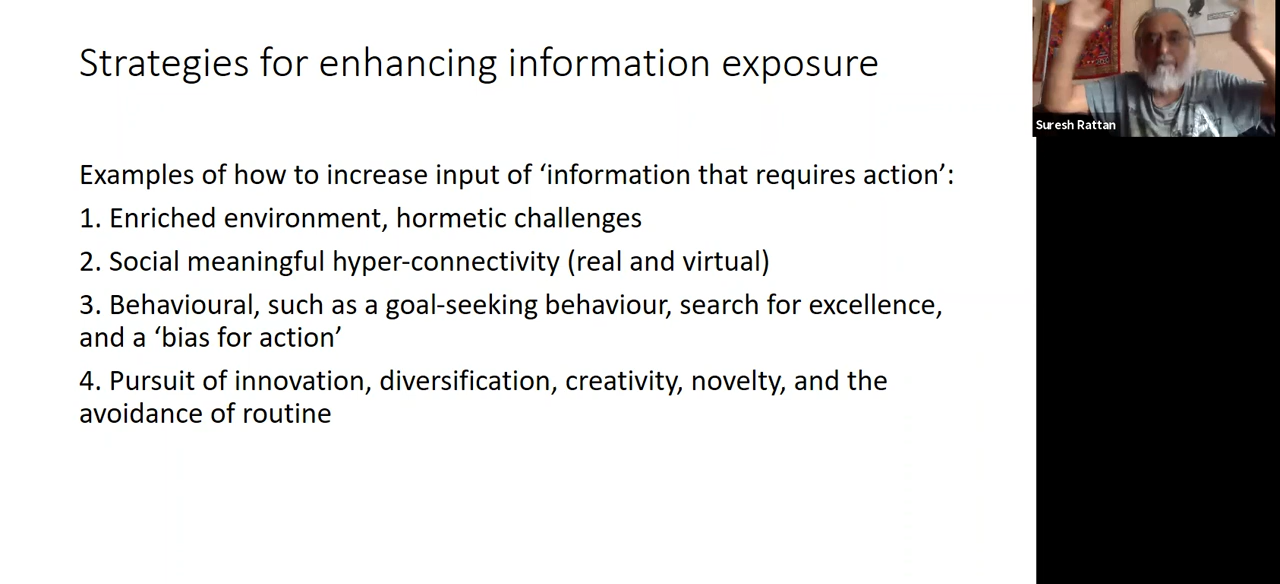 Strategies for enhancing information exposure
Examples of how to increase input of ‘information that requires action’:
1. Enriched environment, hormetic challenges
2. Social meaningful hyper-connectivity (real and virtual)
3. Behavioural, such as a goal-seeking behaviour, search for excellence,
and a ‘bias for action’
4. Pursuit of innovation, diversification, creativity, novelty, and the
avoidance of routine
Suresh Rattan